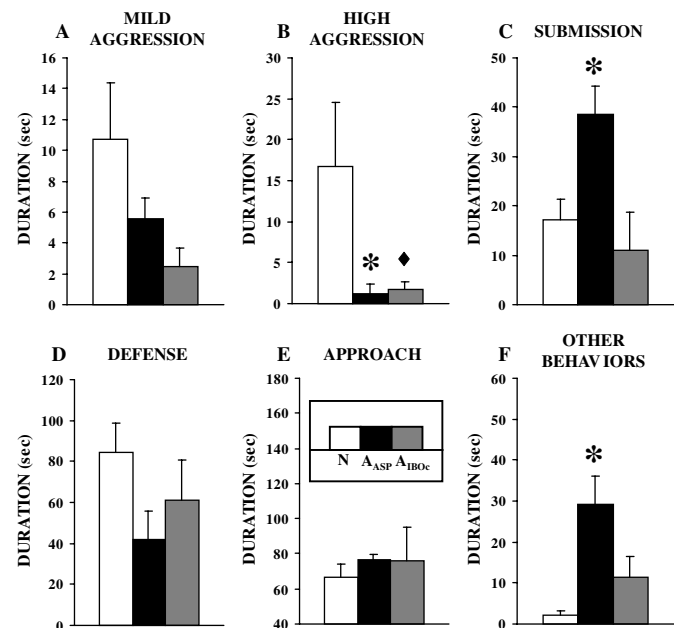 A
MILD
AGGRESSION
DURATION (sec)
16
14
12
10
8
6
4
2
0
B
HIGH
AGGRESSION
DURATION (sec)
30
25
20
15
10
5
0
*
♦
C
SUBMISSION
DURATION (sec)
50
40
30
20
10
0
*
D
DEFENSE
DURATION (sec)
120
100
80
60
40
20
0
E
APPROACH
DURATION (sec)
180
160
140
120
100
80
60
40
N A_ASP A_IBOc
F
OTHER
BEHAVIORS
DURATION (sec)
60
50
40
30
20
10
0
*